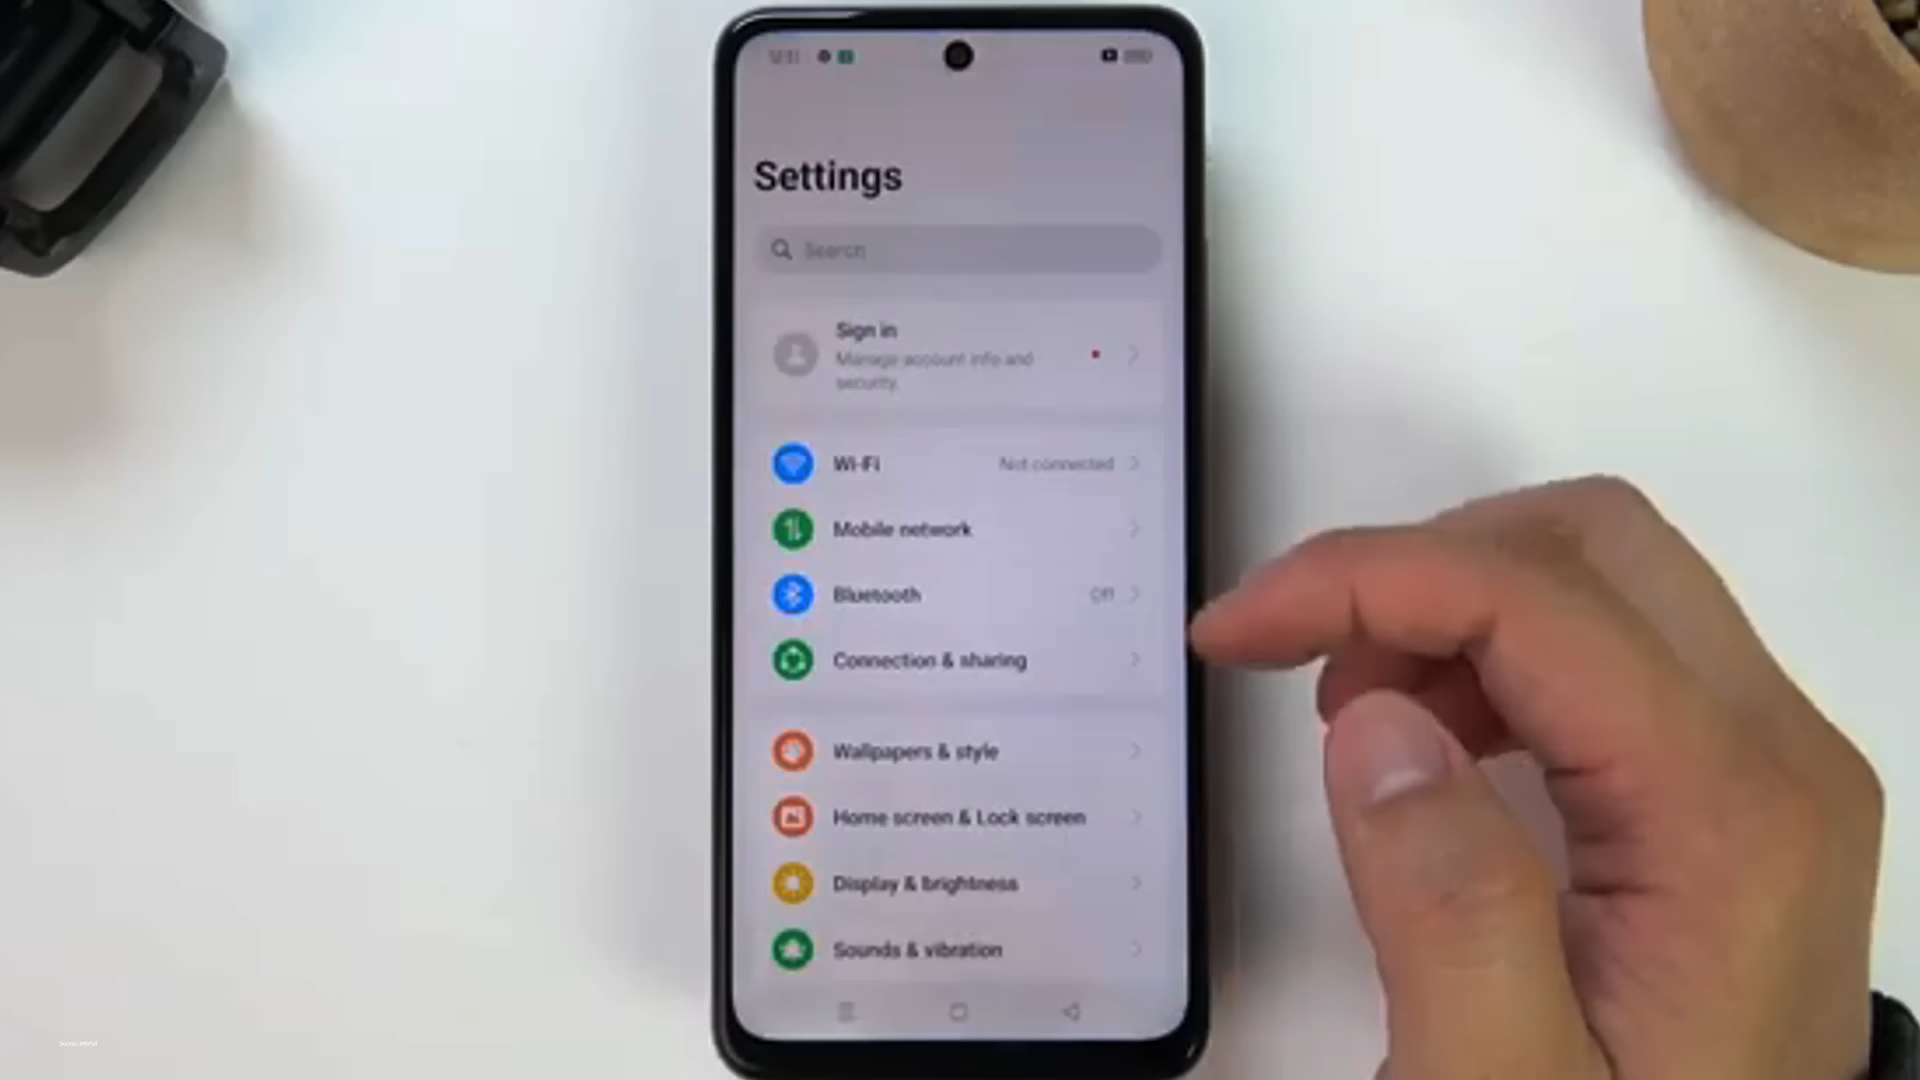 Settings
Search
Sign in
Manage account info and
security.
Wi-Fi Not connected
Mobile network
Bluetooth Off
Connection & sharing
Wallpapers & style
Home screen & Lock screen
Display & brightness
Sounds & vibration